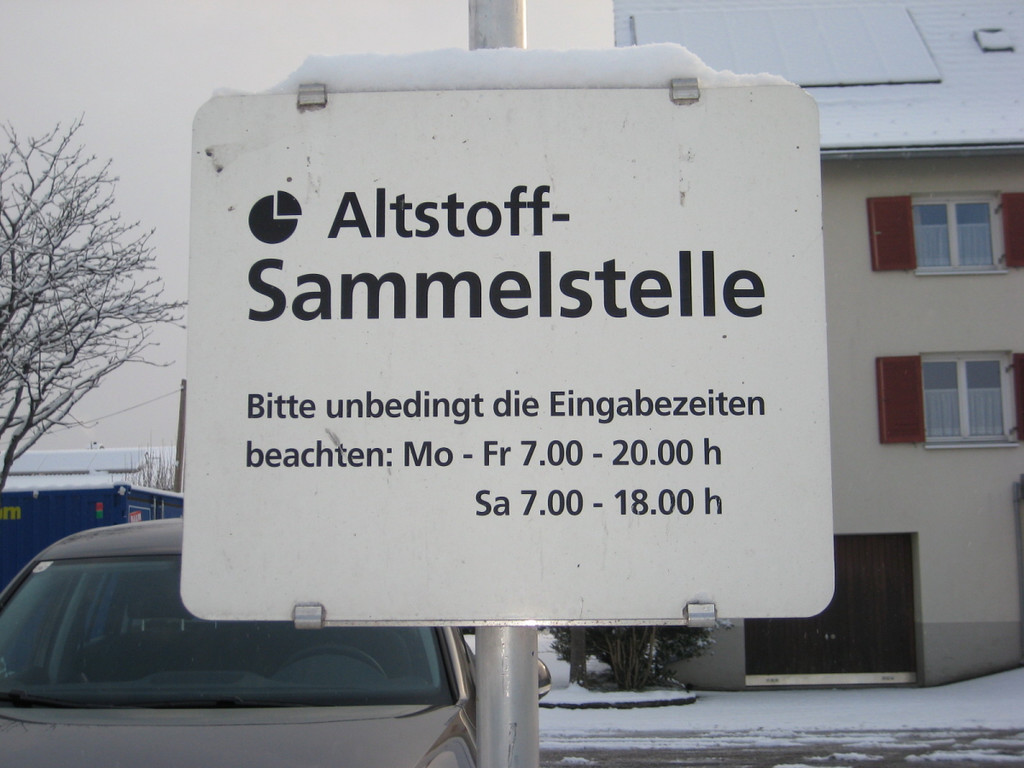 Altstoff-
Sammelstelle
Bitte unbedingt die Eingabezeiten
beachten: Mo - Fr 7.00 - 20.00 h
Sa 7.00 - 18.00 h